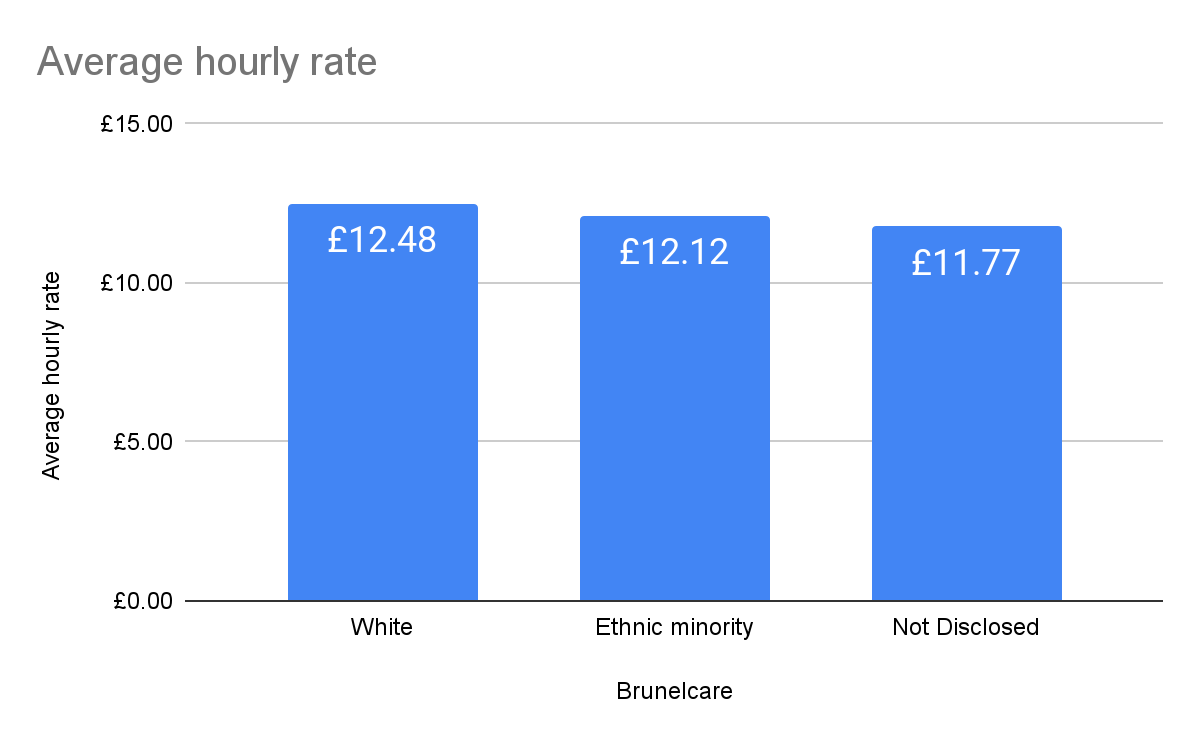 Average hourly rate
£15.00
£10.00
£5.00
£0.00
Average hourly rate
£12.48
£12.12
£11.77
White
Ethnic minority
Not Disclosed
Brunelcare